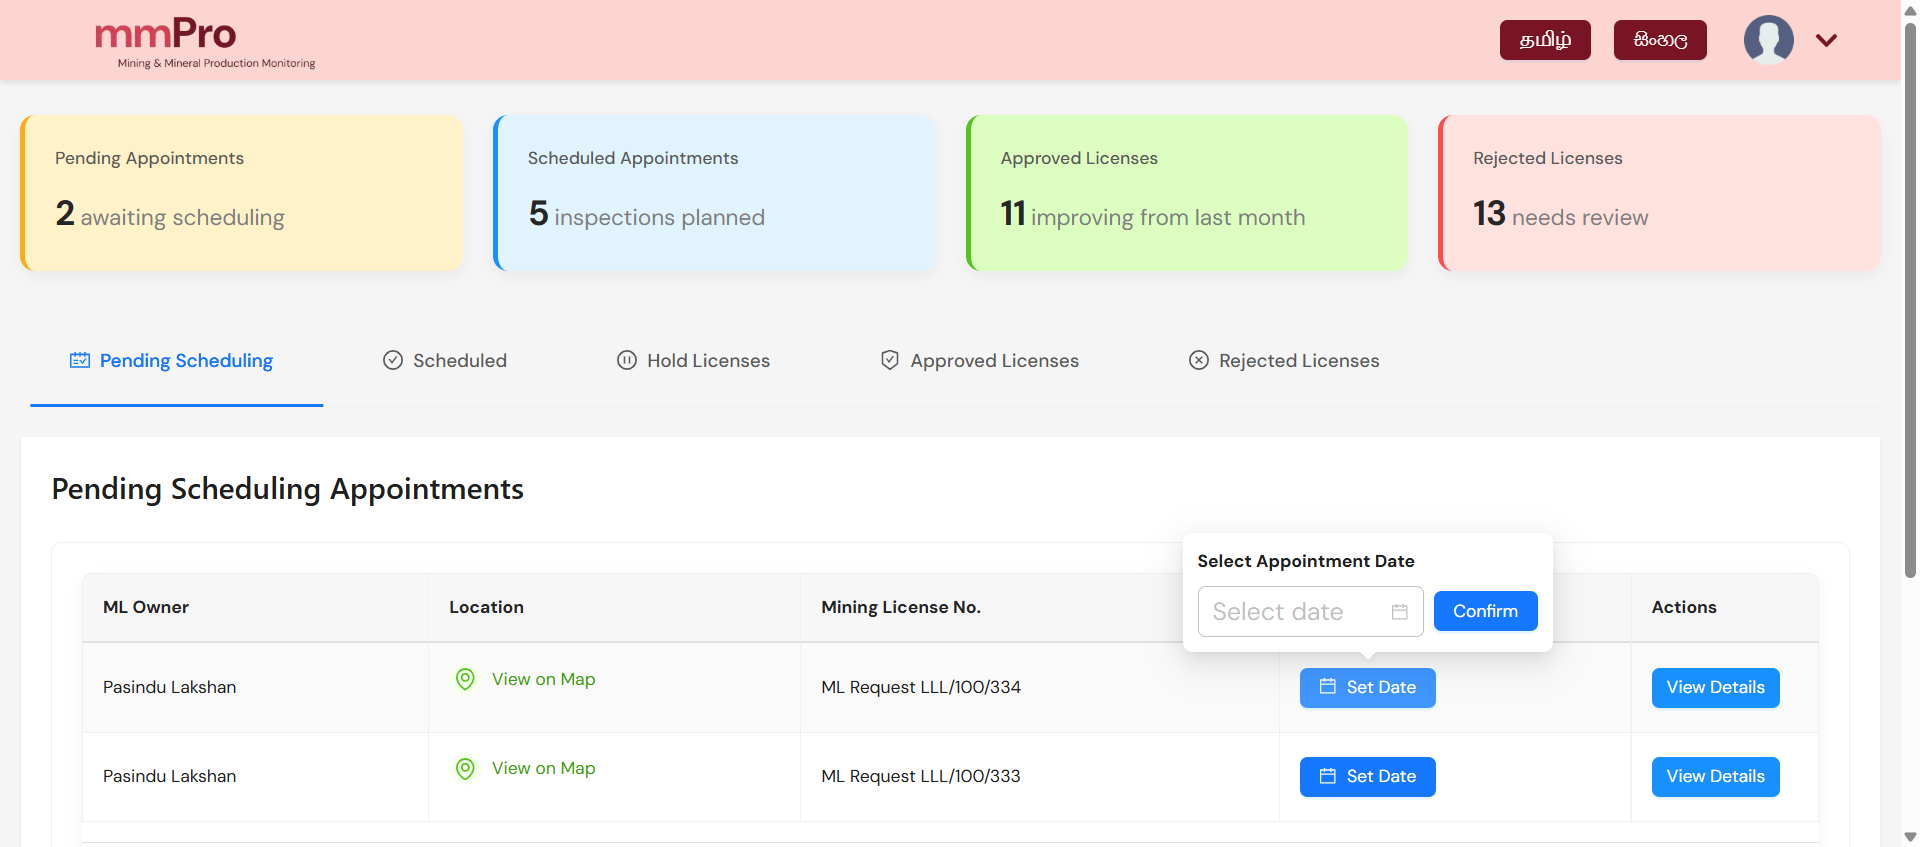 mmPro
Mining & Mineral Production Monitoring
தமிழ்
සිංහල
Pending Appointments
2 awaiting scheduling
Scheduled Appointments
5 inspections planned
Approved Licenses
11 improving from last month
Rejected Licenses
13 needs review
Pending Scheduling
Scheduled
Hold Licenses
Approved Licenses
Rejected Licenses
Pending Scheduling Appointments
Select Appointment Date
Select date
Confirm
ML Owner
Location
Mining License No.
Actions
Pasindu Lakshan
View on Map
ML Request LLL/100/334
Set Date
View Details
Pasindu Lakshan
View on Map
ML Request LLL/100/333
Set Date
View Details